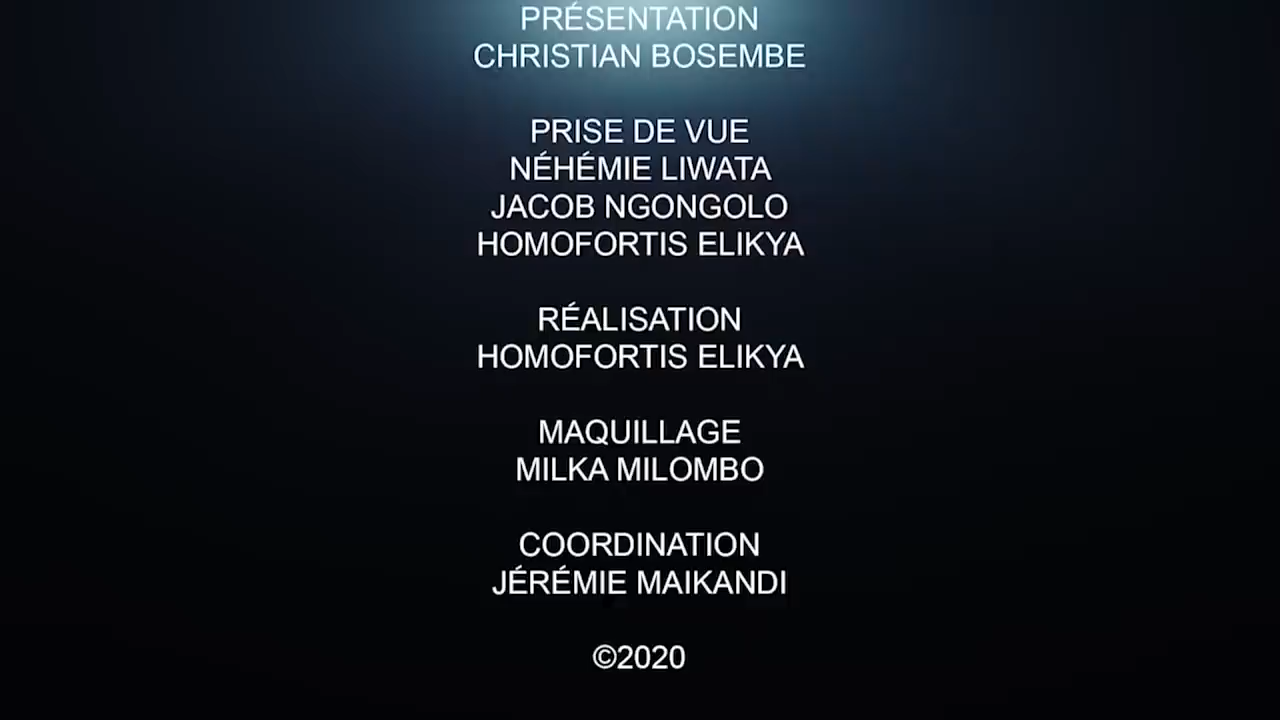 PRÉSENTATION
CHRISTIAN BOSEMBE
PRISE DE VUE
NÉHÉMIE LIWATA
JACOB NGONGOLO
HOMOFORTIS ELIKYA
RÉALISATION
HOMOFORTIS ELIKYA
MAQUILLAGE
MILKA MILOMBO
COORDINATION
JÉRÉMIE MAIKANDI
©2020